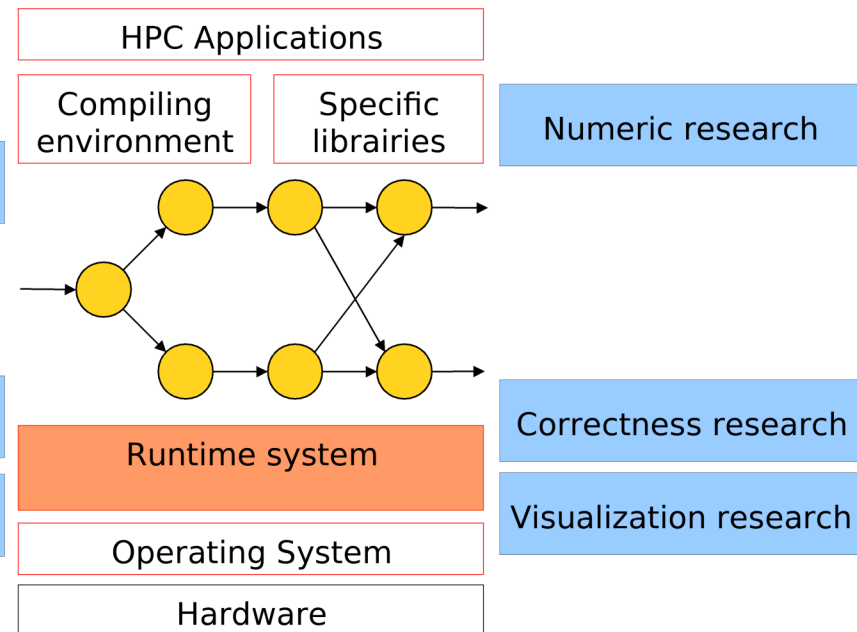 HPC Applications
Compiling
environment
Specific
librairies
Numeric research
Correctness research
Runtime system
Visualization research
Operating System
Hardware